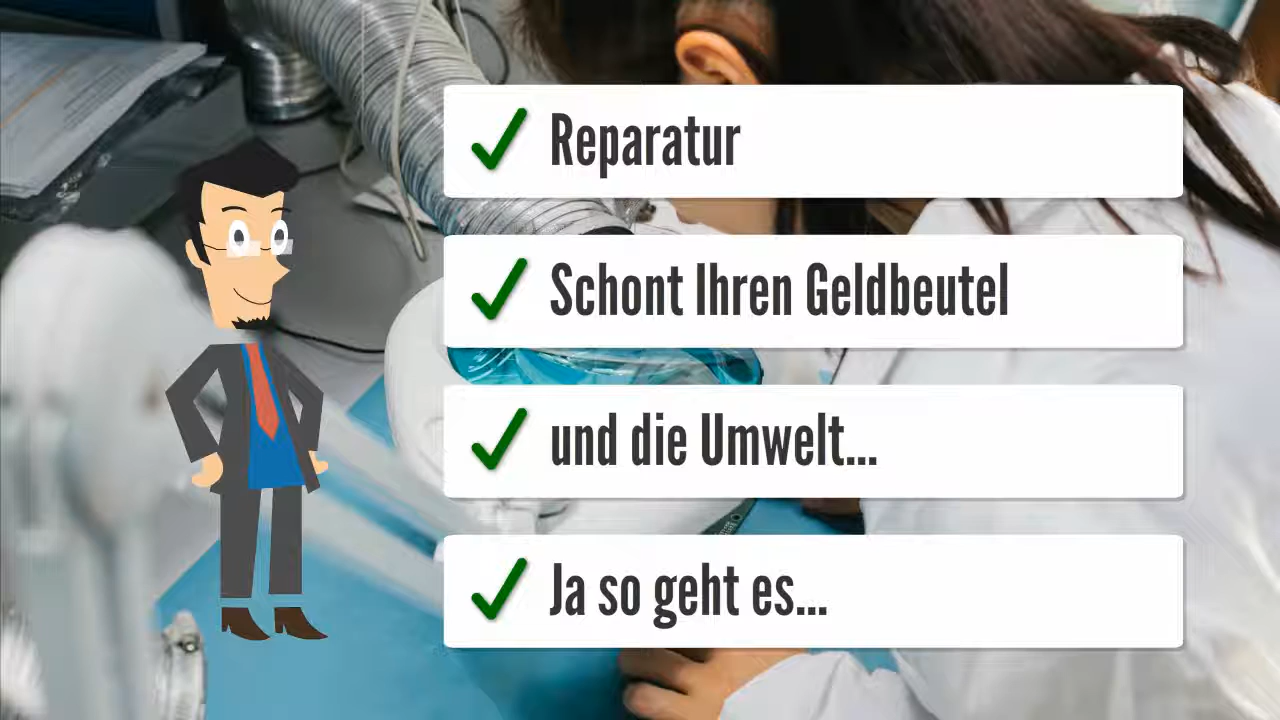 Reparatur
Schont Ihren Geldbeutel
und die Umwelt...
Ja so geht es...